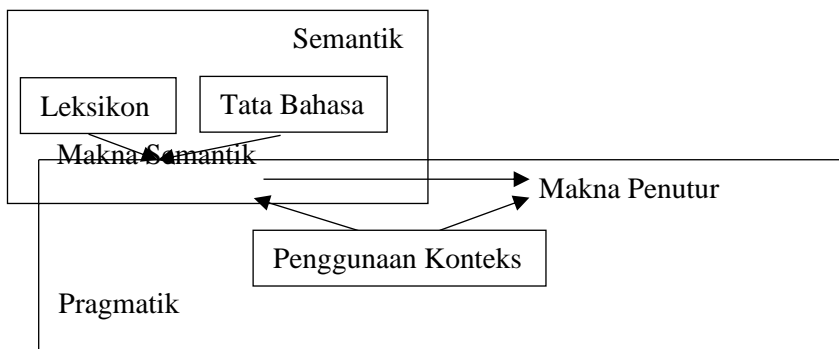 Semantik
Leksikon
Tata Bahasa
Makna Semantik
Makna Penutur
Penggunaan Konteks
Pragmatik